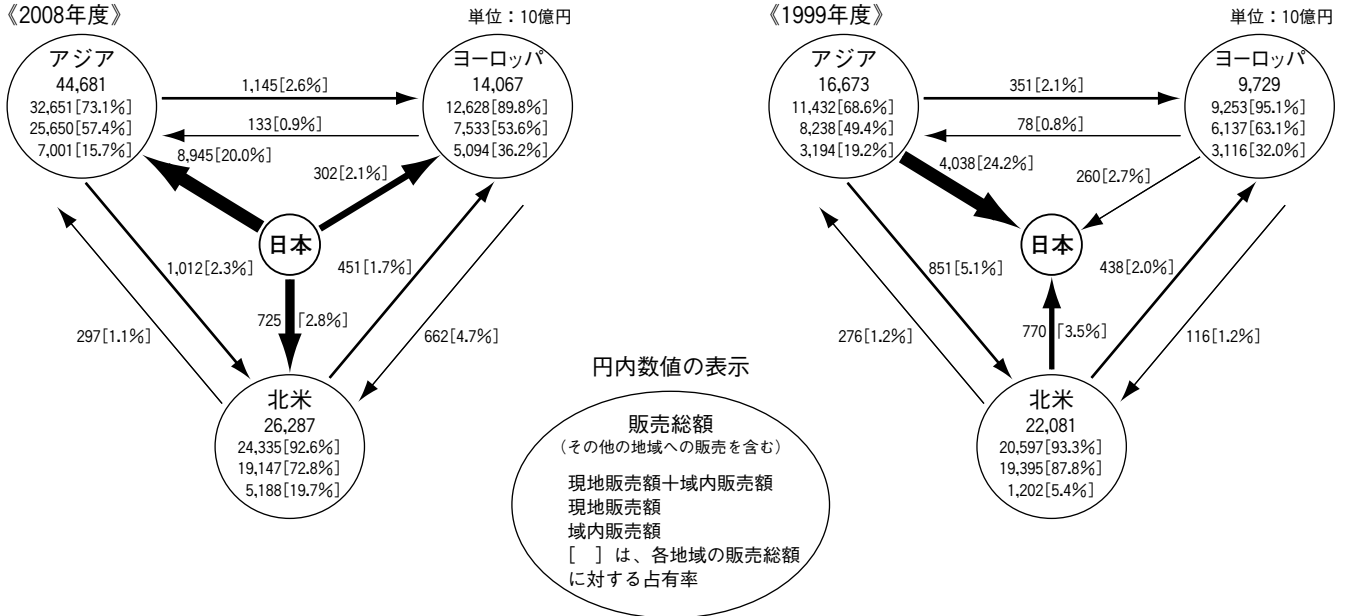 《2008年度》
単位：10億円
アジア
44,681
32,651[73.1%]
25,650[57.4%]
7,001[15.7%]
ヨーロッパ
14,067
12,628[89.8%]
7,533[53.6%]
5,094[36.2%]
1,145[2.6%]
133[0.9%]
8,945[20.0%]
302[2.1%]
日本
1,012[2.3%]
451[1.7%]
297[1.1%]
725 [2.8%]
662[4.7%]
北米
26,287
24,335[92.6%]
19,147[72.8%]
5,188[19.7%]
《1999年度》
単位：10億円
アジア
16,673
11,432[68.6%]
8,238[49.4%]
3,194[19.2%]
ヨーロッパ
9,729
9,253[95.1%]
6,137[63.1%]
3,116[32.0%]
351[2.1%]
78[0.8%]
4,038[24.2%]
260[2.7%]
日本
851[5.1%]
438[2.0%]
276[1.2%]
770 [3.5%]
116[1.2%]
北米
22,081
20,597[93.3%]
19,395[87.8%]
1,202[5.4%]
円内数値の表示
販売総額
（その他の地域への販売を含む）
現地販売額＋域内販売額
現地販売額
域内販売額
［　］は、各地域の販売総額
に対する占有率